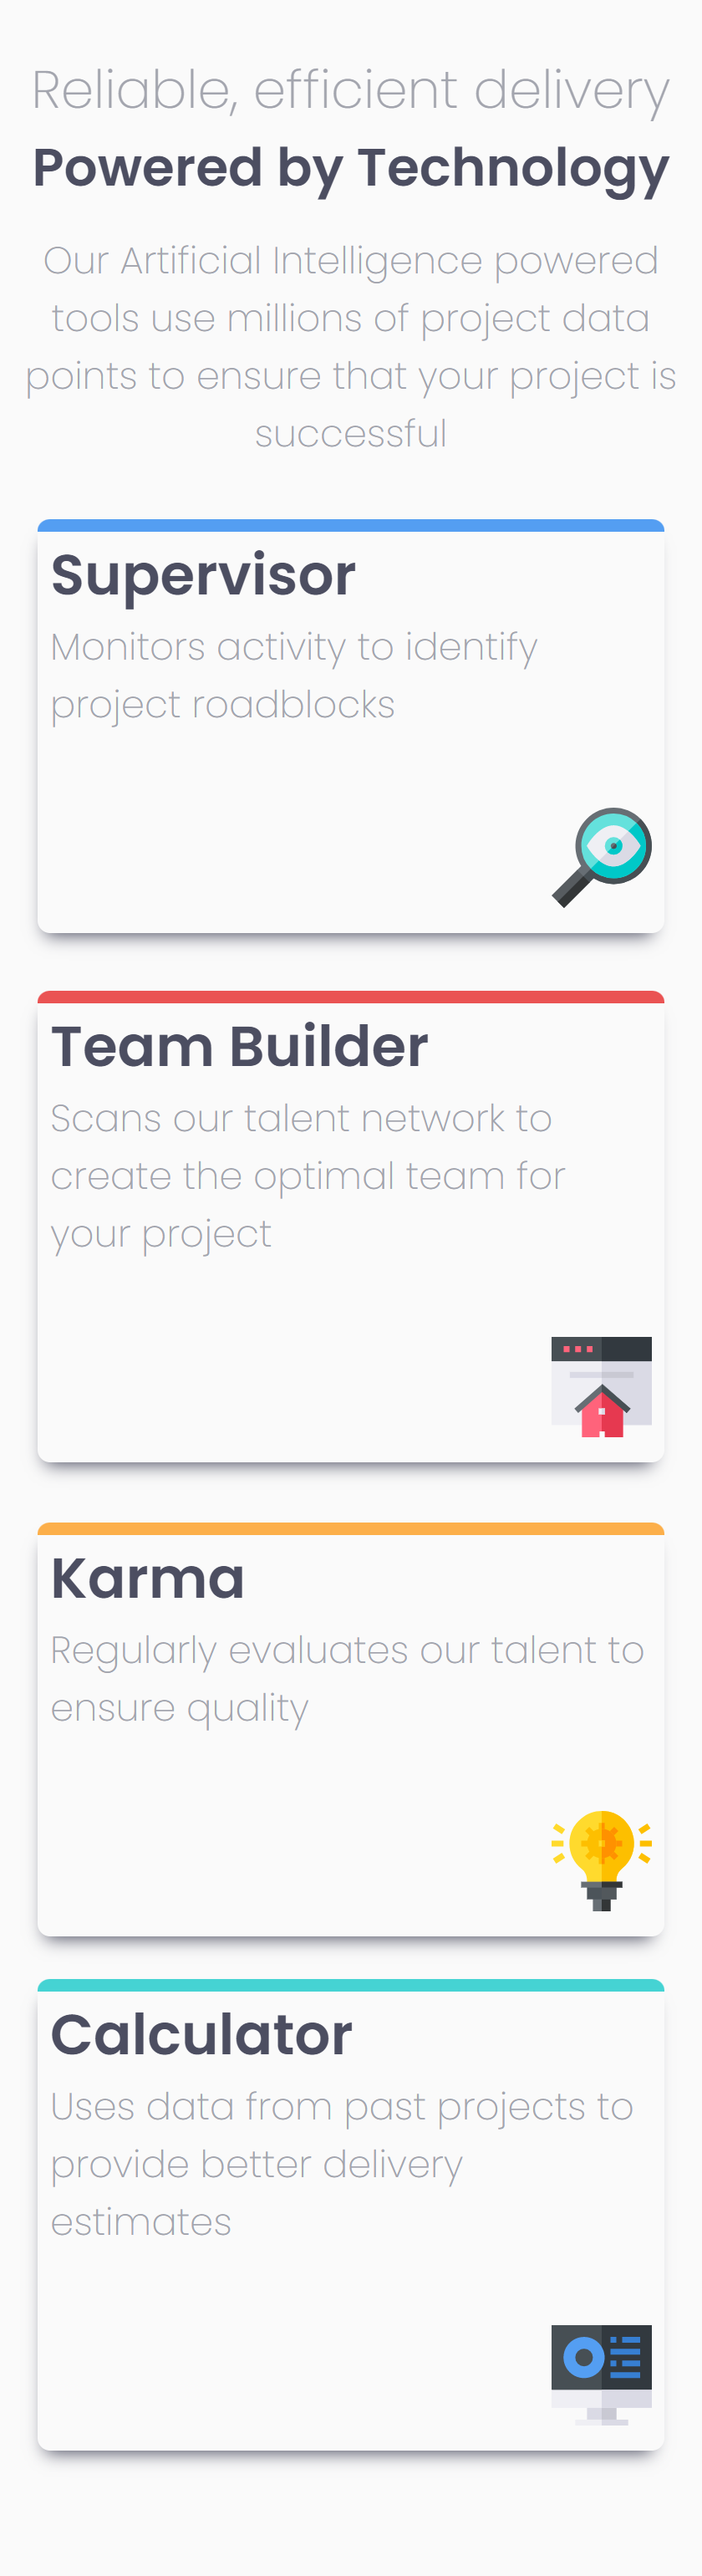 Reliable, efficient delivery
Powered by Technology
Our Artificial Intelligence powered
tools use millions of project data
points to ensure that your project is
successful
Supervisor
Monitors activity to identify
project roadblocks
Team Builder
Scans our talent network to
create the optimal team for
your project
Karma
Regularly evaluates our talent to
ensure quality
Calculator
Uses data from past projects to
provide better delivery
estimates